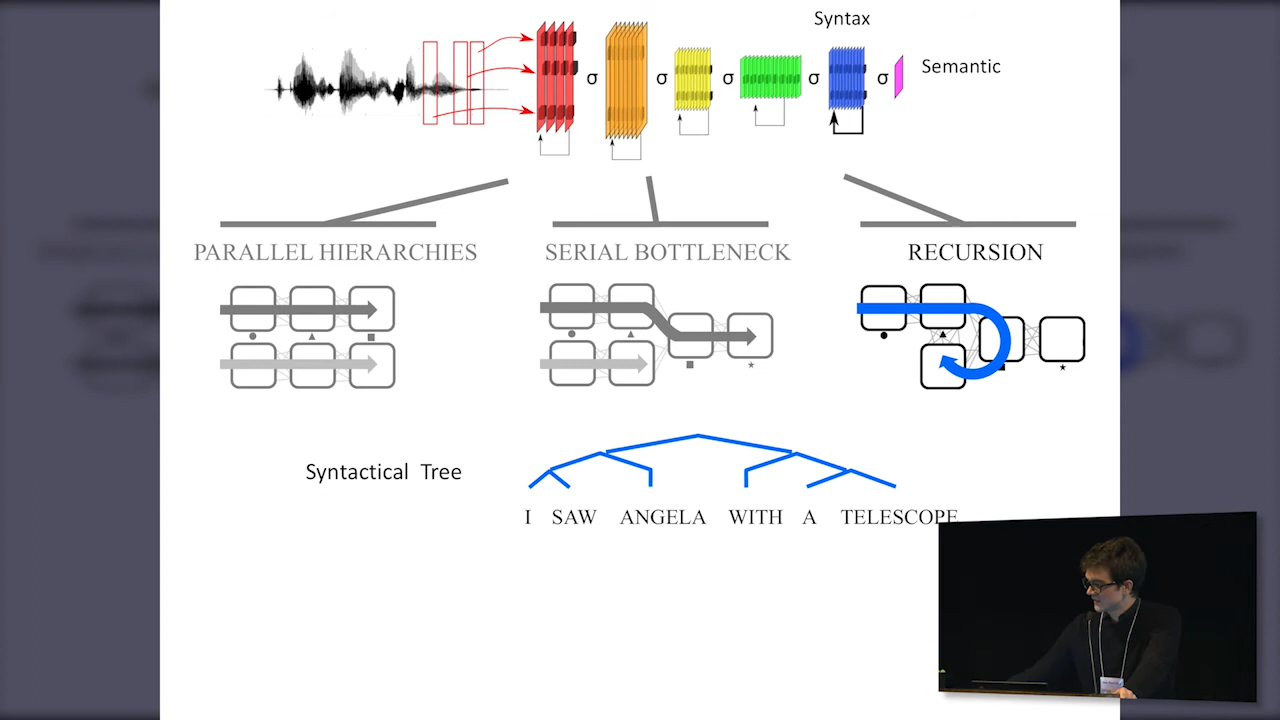 Syntax
σ σ σ σ σ Semantic
PARALLEL HIERARCHIES SERIAL BOTTLENECK RECURSION
Syntactical Tree
I SAW ANGELA WITH A TELESCOPE